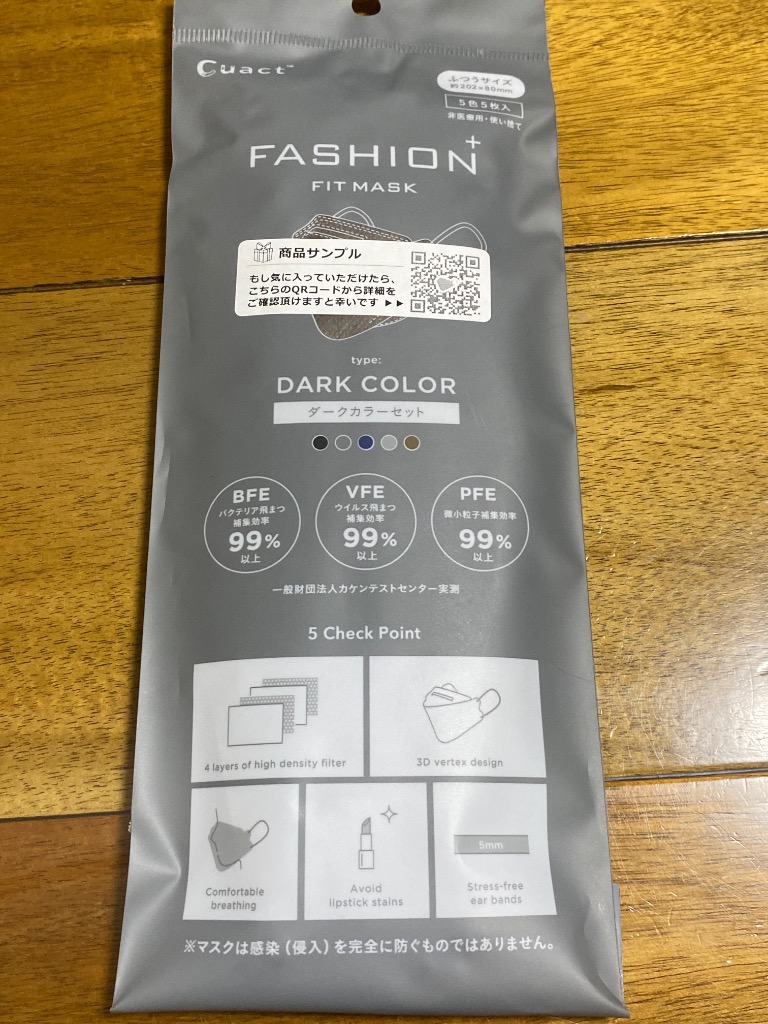 Cuact™
ふつうサイズ
約202×80mm
5色5枚入
非医療用・使い捨て
FASHION+
FIT MASK
商品サンプル
もし気に入っていただけたら、
こちらのQRコードから詳細を
ご確認頂けますと幸いです ▶▶
type:
DARK COLOR
ダークカラーセット
BFE
バクテリア飛まつ
補集効率
99%
以上
VFE
ウイルス飛まつ
補集効率
99%
以上
PFE
微小粒子補集効率
99%
以上
一般財団法人カケンテストセンター実測
5 Check Point
4 layers of high density filter
3D vertex design
Comfortable
breathing
Avoid
lipstick stains
5mm
Stress-free
ear bands
※マスクは感染（侵入）を完全に防ぐものではありません。